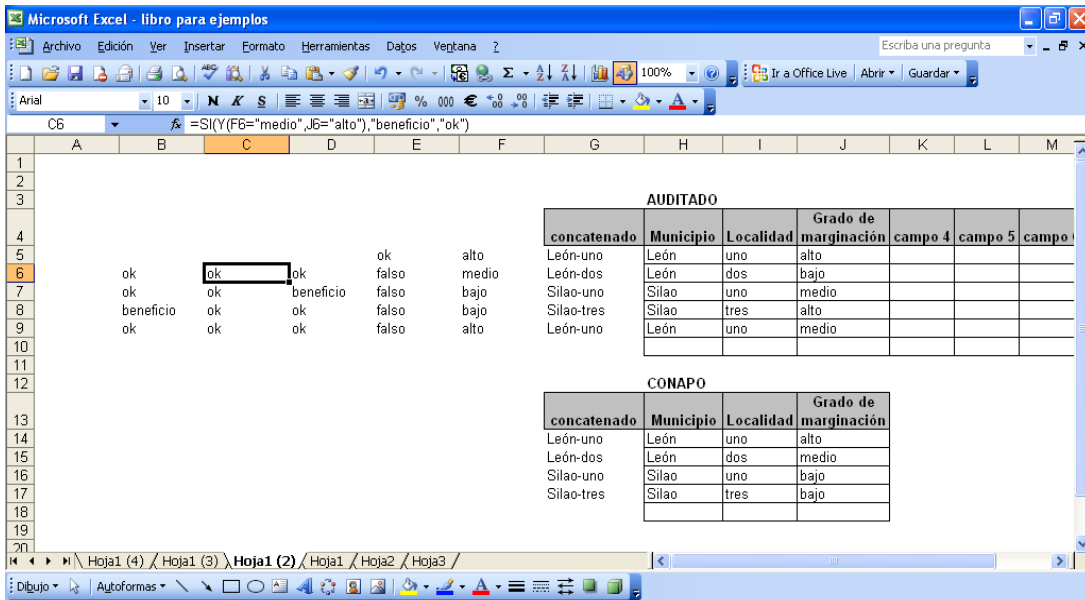 Microsoft Excel - libro para ejemplos
Archivo Edición Ver Insertar Formato Herramientas Datos Ventana ? Escriba una pregunta
100% Ir a Office Live Abrir Guardar
Arial 10 N K S % 000 €
C6 fx =SI(Y(F6="medio",J6="alto"),"beneficio","ok")
A B C D E F G H I J K L M
1
2
3 AUDITADO
4 concatenado Municipio Localidad Grado de marginación campo 4 campo 5 campo
5 ok alto León-uno León uno alto
6 ok ok ok falso medio León-dos León dos bajo
7 ok ok beneficio falso bajo Silao-uno Silao uno medio
8 beneficio ok ok falso bajo Silao-tres Silao tres alto
9 ok ok ok falso alto León-uno León uno medio
10
11
12 CONAPO
13 concatenado Municipio Localidad Grado de marginación
14 León-uno León uno alto
15 León-dos León dos medio
16 Silao-uno Silao uno bajo
17 Silao-tres Silao tres bajo
18
19
20
Hoja1 (4) Hoja1 (3) Hoja1 (2) Hoja1 Hoja2 Hoja3
Dibujo Autoformas